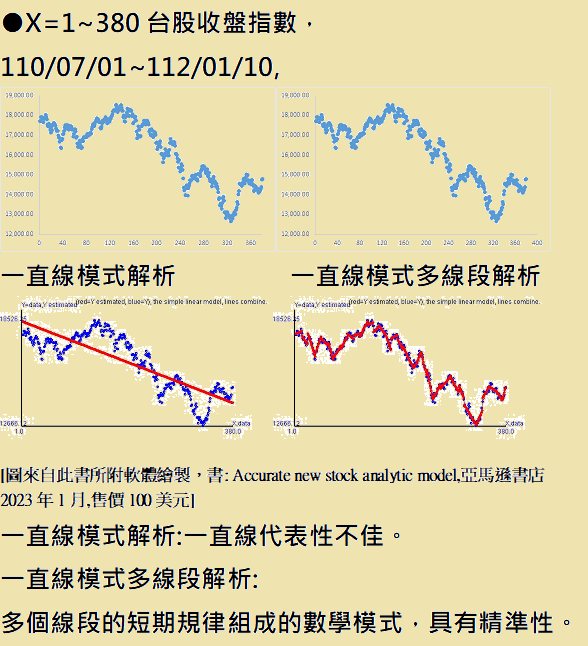 ●X=1~380 台股收盤指數，
110/07/01~112/01/10,
19,000.00 19,000.00
18,000.00 18,000.00
17,000.00 17,000.00
16,000.00 16,000.00
15,000.00 15,000.00
14,000.00 14,000.00
13,000.00 13,000.00
12,000.00 12,000.00
0 40 80 120 160 200 240 280 320 360 0 40 80 120 160 200 240 280 320 360 400
一直線模式解析 一直線模式多線段解析
Y=data,Y estimated (red=Y estimated, blue=Y), the simple linear model, lines combine. Y=data,Y estimated (red=Y estimated, blue=Y), the simple linear model, lines combine.
X,data X,data
1.0 380.0 1.0 380.0
[圖來自此書所附軟體繪製，書: Accurate new stock analytic model,亞馬遜書店
2023 年 1 月,售價 100 美元]
一直線模式解析:一直線代表性不佳。
一直線模式多線段解析:
多個線段的短期規律組成的數學模式，具有精準性。